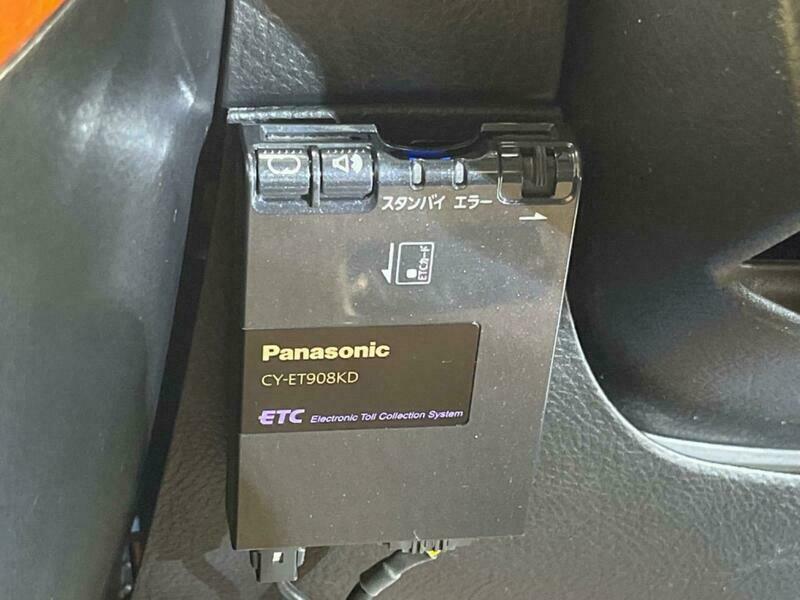 スタンバイ エラー
ETCカード
Panasonic
CY-ET908KD
ETC Electronic Toll Collection System